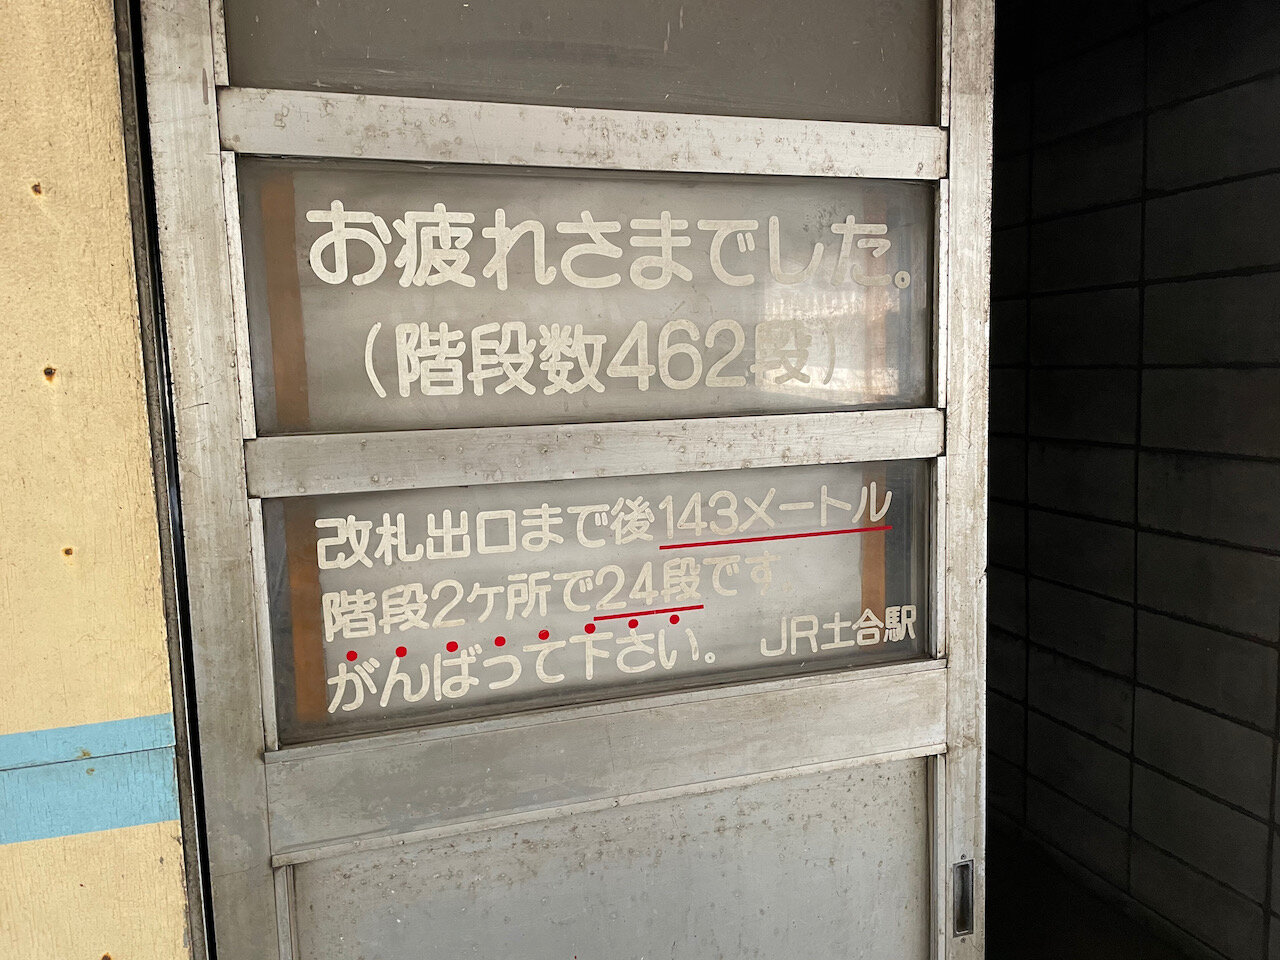 お疲れさまでした。
（階段数462段）
改札出口まで後143メートル
階段2ケ所で24段です。
がんばって下さい。 JR土合駅